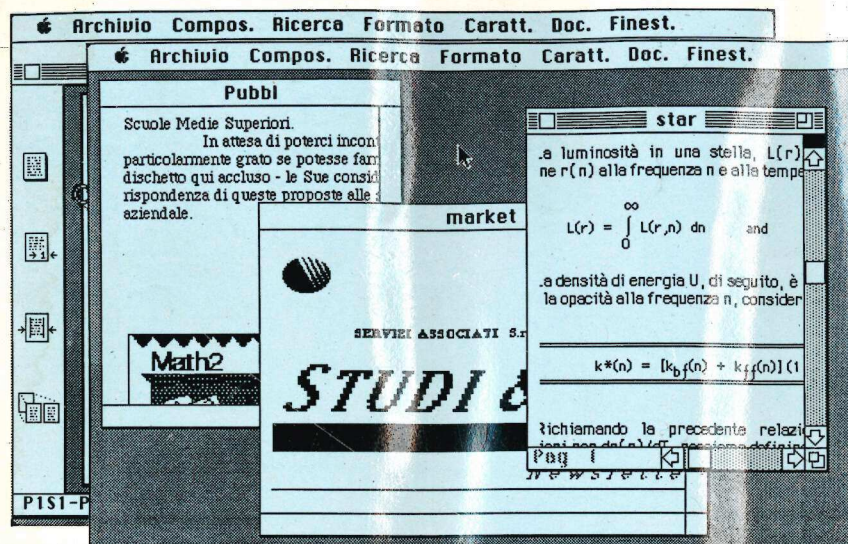 Archivio Compos. Ricerca Formato Caratt. Doc. Finest.
Archivio Compos. Ricerca Formato Caratt. Doc. Finest.
Pubbl
Scuole Medie Superiori.
In attesa di poterci incon
particolarmente grato se potesse farm
dischetto qui accluso - le Sue consid
rispondenza di queste proposte alle s
aziendale.
Math2
market
SERVIZI ASSOCIATI S.r
STUDI &
Newslette
star
.a luminosità in una stella, L(r)
ne r(n) alla frequenza n e alla tempe
L(r) = ∫₀^∞ L(r,n) dn and
.a densità di energia U, di seguito, è
la opacità alla frequenza n, consider
k*(n) = [k_bf(n) + k_ff(n)](1
Richiamando la precedente relazi
Pag 1
P1S1-P